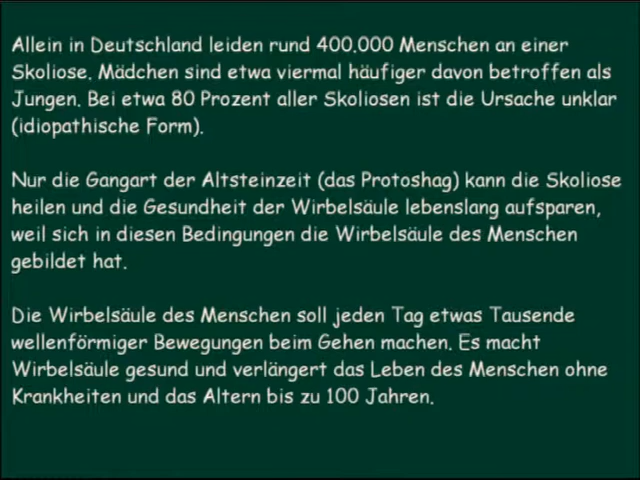 Allein in Deutschland leiden rund 400.000 Menschen an einer
Skoliose. Mädchen sind etwa viermal häufiger davon betroffen als
Jungen. Bei etwa 80 Prozent aller Skoliosen ist die Ursache unklar
(idiopathische Form).
Nur die Gangart der Altsteinzeit (das Protoshag) kann die Skoliose
heilen und die Gesundheit der Wirbelsäule lebenslang aufsparen,
weil sich in diesen Bedingungen die Wirbelsäule des Menschen
gebildet hat.
Die Wirbelsäule des Menschen soll jeden Tag etwas Tausende
wellenförmiger Bewegungen beim Gehen machen. Es macht
Wirbelsäule gesund und verlängert das Leben des Menschen ohne
Krankheiten und das Altern bis zu 100 Jahren.